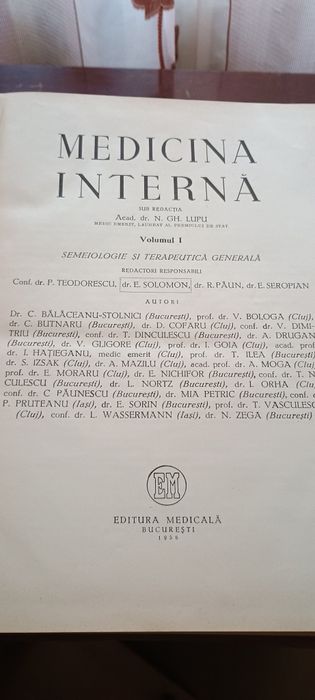 MEDICINA
INTERNĂ
SUB REDACȚIA
Acad. dr. N. GH. LUPU
MEDIC EMERIT, LAUREAT AL PREMIULUI DE STAT
Volumul I
SEMEIOLOGIE ȘI TERAPEUTICĂ GENERALĂ
REDACTORI RESPONSABILI
Conf. dr. P. TEODORESCU, dr. E. SOLOMON, dr. R. PĂUN, dr. E. SEROPIAN
AUTORI
Dr. C. BĂLĂCEANU-STOLNICI (București), prof. dr. V. BOLOGA (Cluj),
dr. C. BUTNARU (București), dr. D. COFARU (Cluj), conf. dr. V. DIMI-
TRIU (București), conf. dr. T. DINCULESCU (București), dr. A. DRUGAN
(București), dr. V. GLIGORE (Cluj), prof. dr. I. GOIA (Cluj), acad. prof.
dr. I. HAȚIEGANU, medic emerit (Cluj), prof. dr. T. ILEA (București)
dr. S. IZSAK (Cluj), dr. A. MAZILU (Cluj), acad. prof. dr. A. MOGA (Cluj)
prof. dr. E. MORARU (Cluj), dr. E. NICHIFOR (București), conf. dr. T. N
CULESCU (București), dr. L. NORTZ (București), dr. I. ORHA (Cluj)
conf. dr. C. PĂUNESCU (București), dr. MIA PETRIC (București), conf.
P. PRUTEANU (Iași), dr. E. SORIN (București), prof. dr. T. VASCULES
(Cluj), conf. dr. L. WASSERMANN (Iași), dr. N. ZEGA (București)
EM
EDITURA MEDICALĂ
BUCUREȘTI
1956